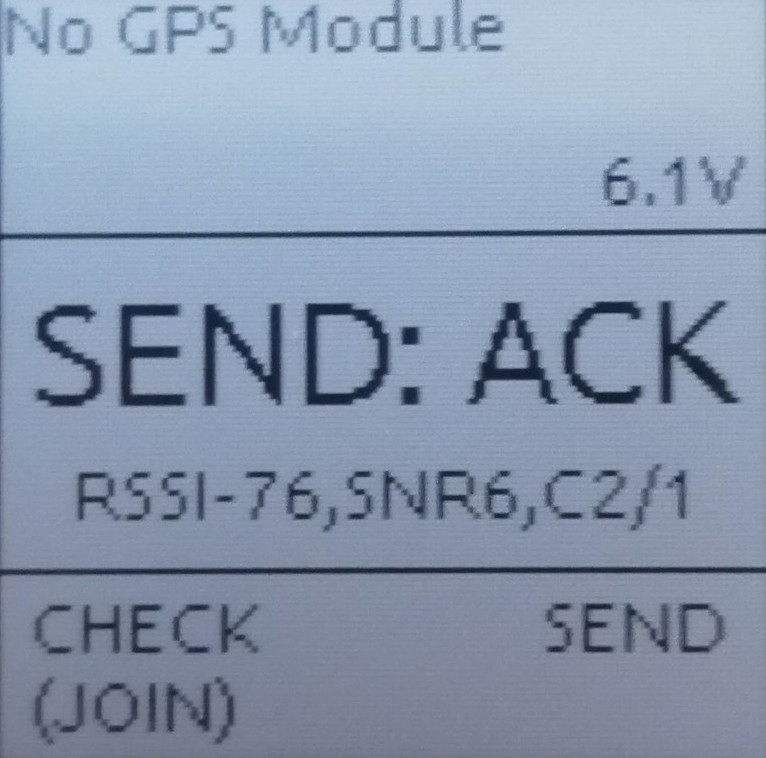 No GPS Module
6.1V
SEND: ACK
RSSI-76,SNR6,C2/1
CHECK SEND
(JOIN)